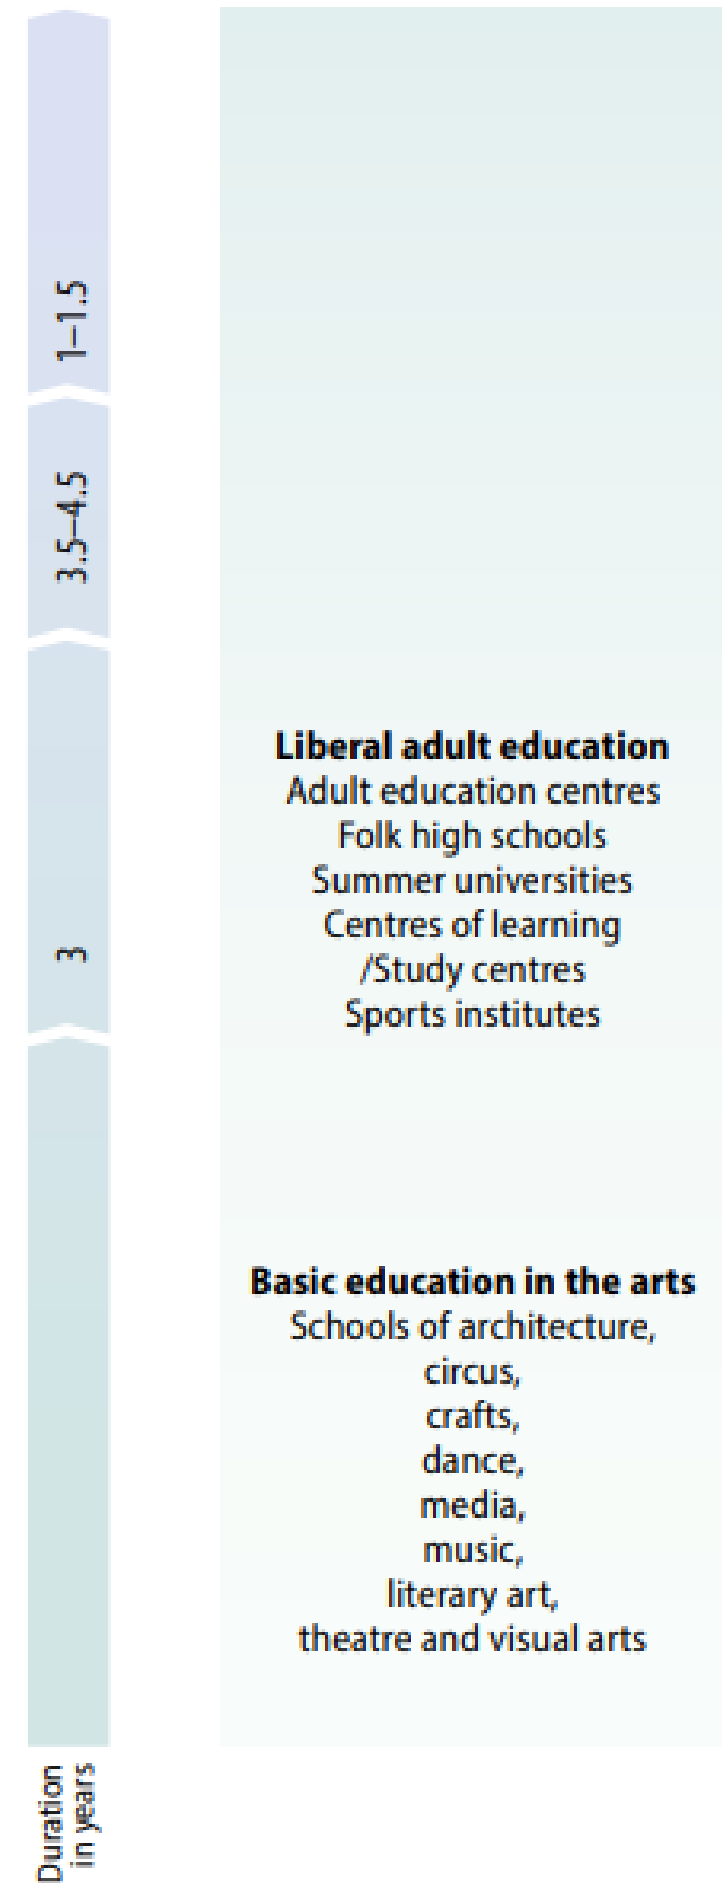 1–1.5
3.5–4.5
3
Duration
in years
Liberal adult education
Adult education centres
Folk high schools
Summer universities
Centres of learning
/Study centres
Sports institutes
Basic education in the arts
Schools of architecture,
circus,
crafts,
dance,
media,
music,
literary art,
theatre and visual arts